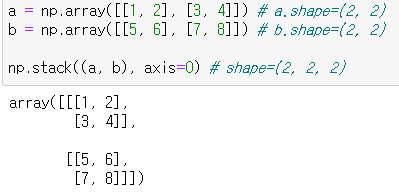 a = np.array([[1, 2], [3, 4]]) # a.shape=(2, 2)
b = np.array([[5, 6], [7, 8]]) # b.shape=(2, 2)

np.stack((a, b), axis=0) # shape=(2, 2, 2)

array([[[1, 2],
        [3, 4]],

       [[5, 6],
        [7, 8]]])